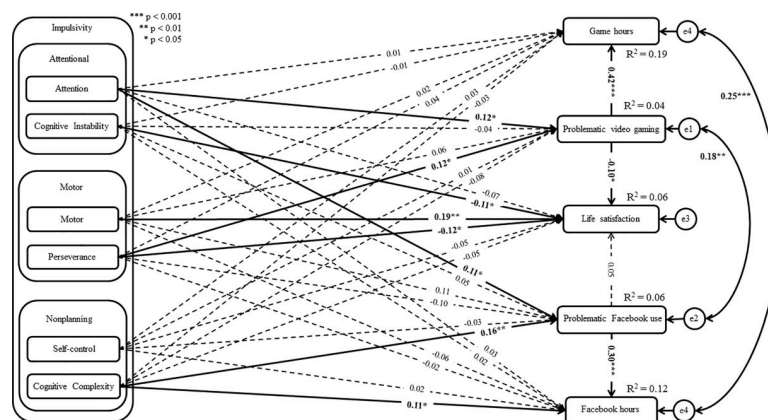 *** p < 0.001
** p < 0.01
* p < 0.05
Impulsivity
Attentional
Attention
Cognitive Instability
Motor
Motor
Perseverance
Nonplanning
Self-control
Cognitive Complexity
0.01
-0.01
0.02
0.04
0.03
-0.03
0.12*
-0.04
0.06
0.12*
0.01
-0.08
-0.07
-0.11*
0.19**
-0.12*
-0.05
-0.05
0.11*
0.05
0.11
-0.10
-0.03
0.16**
0.03
0.02
-0.06
-0.02
0.02
0.11*
Game hours
e4
R2 = 0.19
0.42***
0.25***
R2 = 0.04
Problematic video gaming
e1
-0.10*
0.18**
R2 = 0.06
Life satisfaction
e3
0.05
R2 = 0.06
Problematic Facebook use
e2
0.30***
R2 = 0.12
Facebook hours
e4